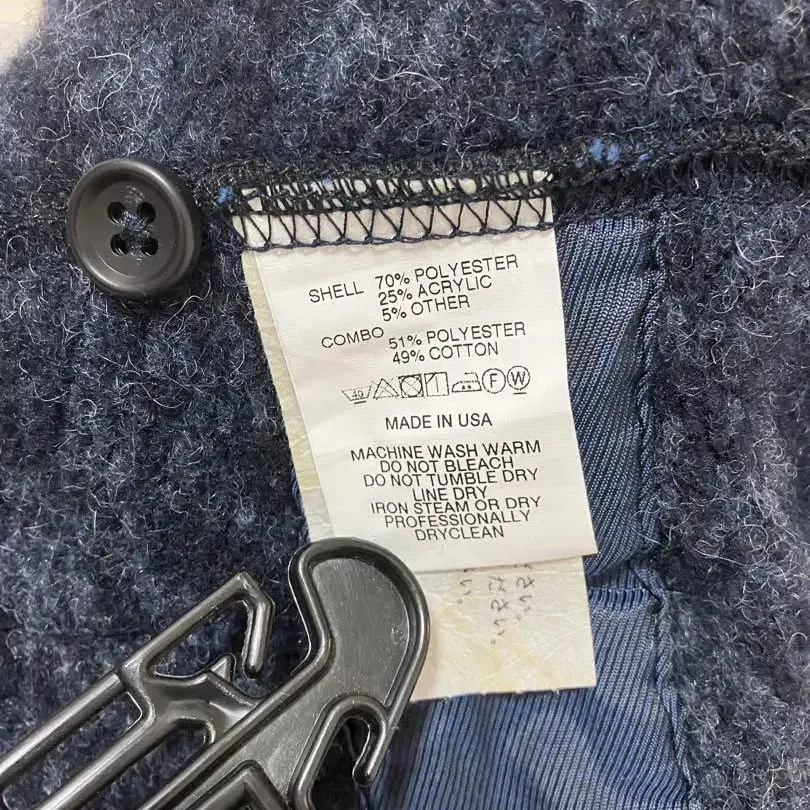 SHELL 70% POLYESTER
25% ACRYLIC
5% OTHER
COMBO 51% POLYESTER
49% COTTON
40 F W
MADE IN USA
MACHINE WASH WARM
DO NOT BLEACH
DO NOT TUMBLE DRY
LINE DRY
IRON STEAM OR DRY
PROFESSIONALLY
DRYCLEAN